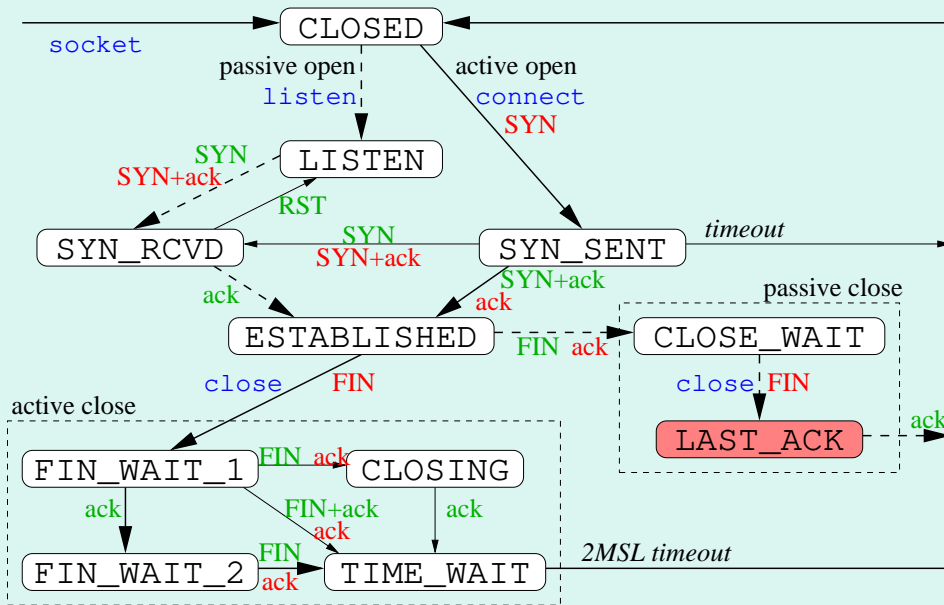 CLOSED
socket
passive open
active open
listen
connect
SYN
LISTEN
SYN
SYN+ack
RST
SYN_RCVD
SYN
SYN+ack
SYN_SENT
timeout
ack
SYN+ack
ack
passive close
ESTABLISHED
FIN ack
CLOSE_WAIT
close FIN
close FIN
active close
LAST_ACK
ack
FIN_WAIT_1
FIN ack
CLOSING
ack
FIN+ack
ack
ack
FIN_WAIT_2
FIN
ack
TIME_WAIT
2MSL timeout